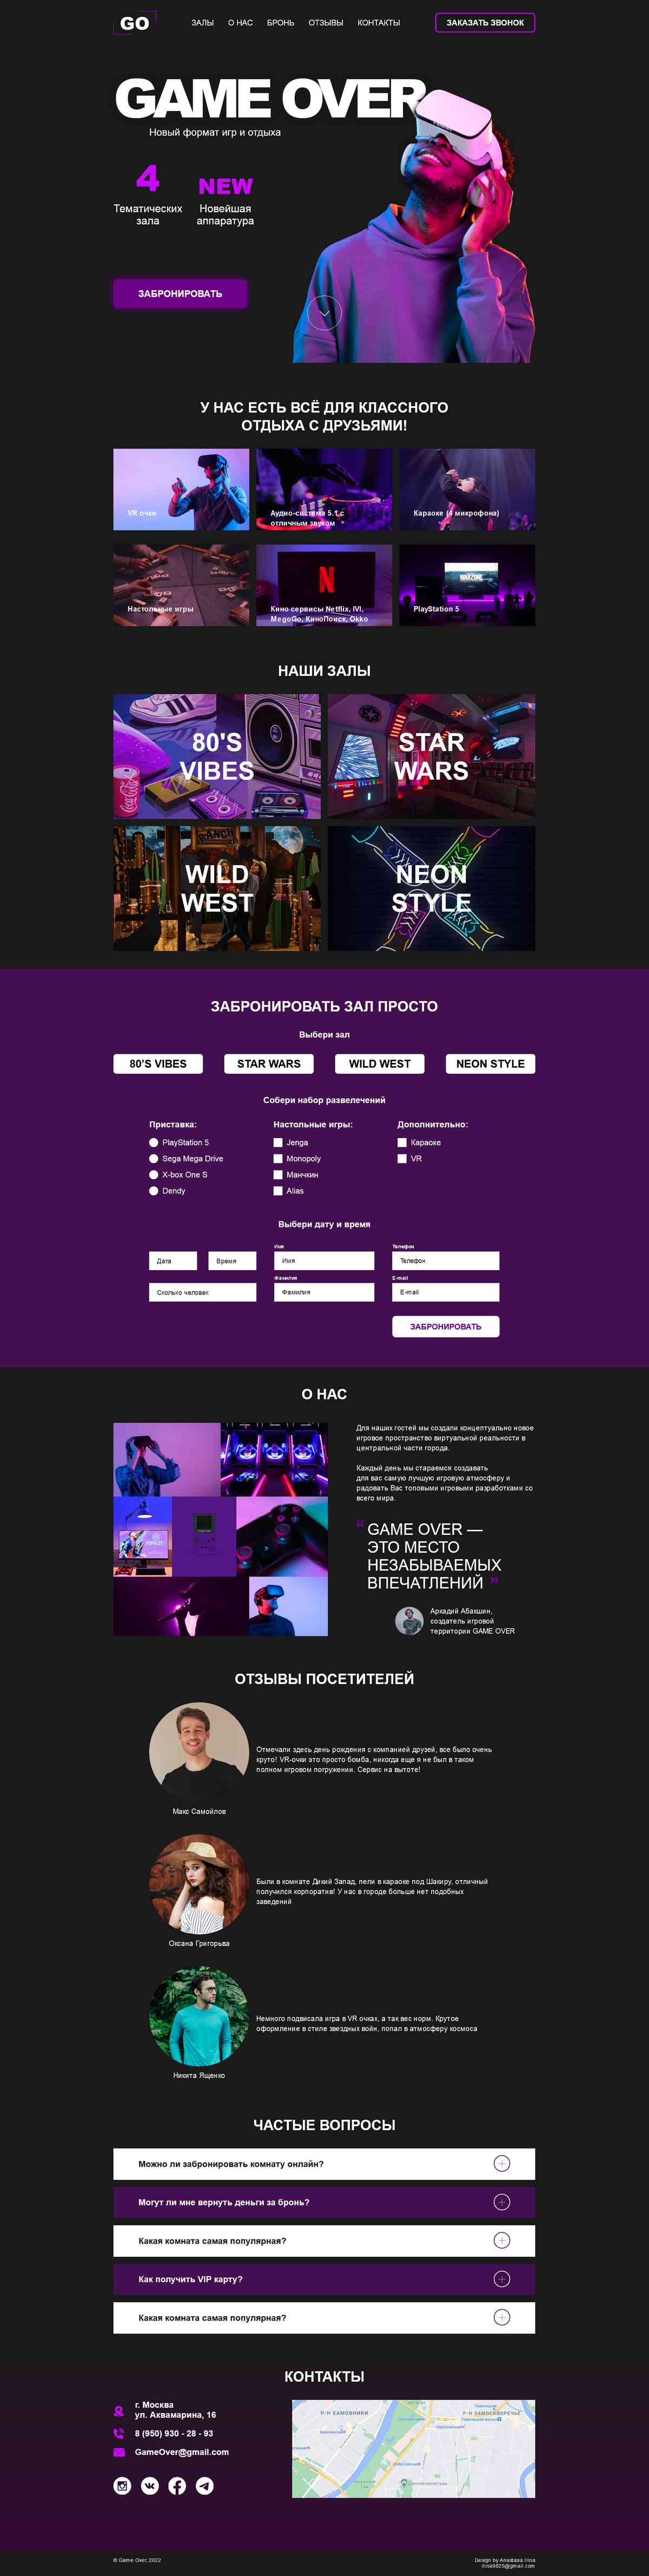 GO
ЗАЛЫ О НАС БРОНЬ ОТЗЫВЫ КОНТАКТЫ
ЗАКАЗАТЬ ЗВОНОК
GAME OVER
Новый формат игр и отдыха
4
Тематических
зала
NEW
Новейшая
аппаратура
ЗАБРОНИРОВАТЬ
У НАС ЕСТЬ ВСЁ ДЛЯ КЛАССНОГО
ОТДЫХА С ДРУЗЬЯМИ!
VR очки
Аудио-система 5.1 с
отличным звуком
Караоке (4 микрофона)
Настольные игры
N
Кино сервисы Netflix, IVI,
MegoGo, КиноПоиск, Okko
WARZONE
PlayStation 5
НАШИ ЗАЛЫ
80'S
VIBES
STAR
WARS
RANCH
WILD
WEST
NEON
STYLE
ЗАБРОНИРОВАТЬ ЗАЛ ПРОСТО
Выбери зал
80'S VIBES
STAR WARS
WILD WEST
NEON STYLE
Собери набор развлечений
Приставка:
PlayStation 5
Sega Mega Drive
X-box One S
Dendy
Настольные игры:
Jenga
Monopoly
Манчкин
Alias
Дополнительно:
Караоке
VR
Выбери дату и время
Дата
Время
Сколько человек
Имя
Имя
Фамилия
Фамилия
Телефон
Телефон
E-mail
E-mail
ЗАБРОНИРОВАТЬ
О НАС
FIFA 21
Для наших гостей мы создали концептуально новое
игровое пространство виртуальной реальности в
центральной части города.
Каждый день мы стараемся создавать
для вас самую лучшую игровую атмосферу и
радовать Вас топовыми игровыми разработками со
всего мира.
“ GAME OVER —
ЭТО МЕСТО
НЕЗАБЫВАЕМЫХ
ВПЕЧАТЛЕНИЙ ”
Аркадий Абакшин,
создатель игровой
территории GAME OVER
ОТЗЫВЫ ПОСЕТИТЕЛЕЙ
Отмечали здесь день рождения с компанией друзей, все было очень
круто! VR-очки это просто бомба, никогда еще я не был в таком
полном игровом погружении. Сервис на вытоте!
Макс Самойлов
Были в комнате Дикий Запад, пели в караоке под Шакиру, отличный
получился корпоратив! У нас в городе больше нет подобных
заведений
Оксана Григорьва
Немного подвисала игра в VR очках, а так вес норм. Крутое
оформление в стиле звездных войн, попал в атмосферу космоса
Никита Ященко
ЧАСТЫЕ ВОПРОСЫ
Можно ли забронировать комнату онлайн?
Могут ли мне вернуть деньги за бронь?
Какая комната самая популярная?
Как получить VIP карту?
Какая комната самая популярная?
КОНТАКТЫ
г. Москва
ул. Аквамарина, 16
8 (950) 930 - 28 - 93
GameOver@gmail.com
Р-Н ХАМОВНИКИ
Р-Н ЗАМОСКВОРЕЧЬЕ
© Game Over, 2022
Design by Anastasia Ilina
ilina9825@gmail.com